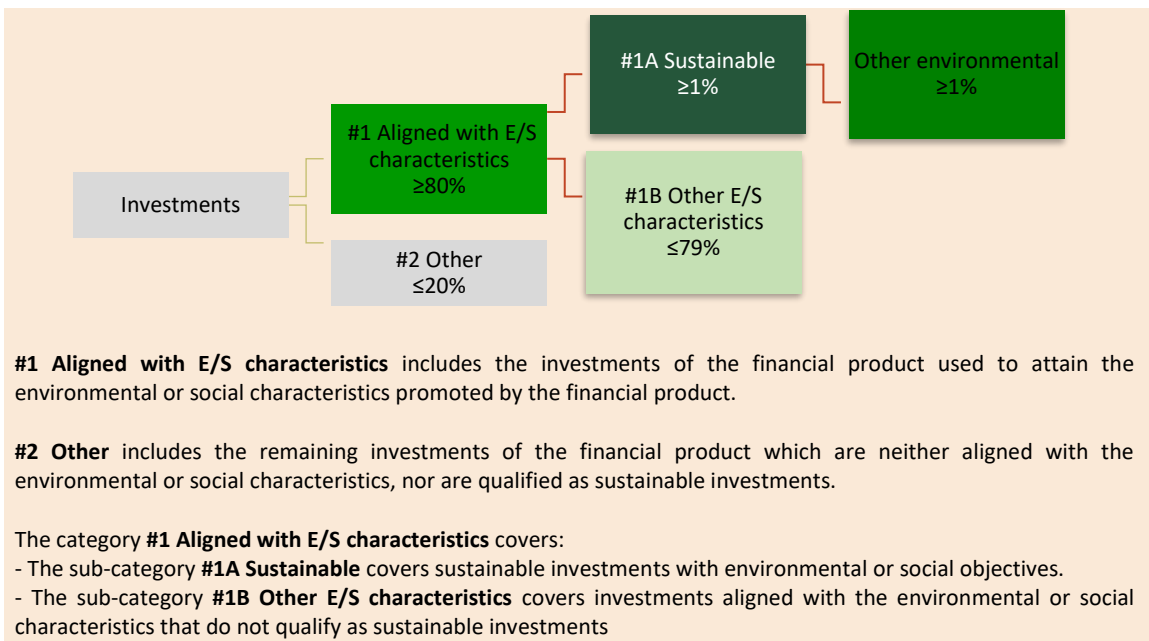 #1A Sustainable
≥1%
Other environmental
≥1%
#1 Aligned with E/S
characteristics
≥80%
Investments
#1B Other E/S
characteristics
≤79%
#2 Other
≤20%
#1 Aligned with E/S characteristics includes the investments of the financial product used to attain the
environmental or social characteristics promoted by the financial product.
#2 Other includes the remaining investments of the financial product which are neither aligned with the
environmental or social characteristics, nor are qualified as sustainable investments.
The category #1 Aligned with E/S characteristics covers:
- The sub-category #1A Sustainable covers sustainable investments with environmental or social objectives.
- The sub-category #1B Other E/S characteristics covers investments aligned with the environmental or social
characteristics that do not qualify as sustainable investments